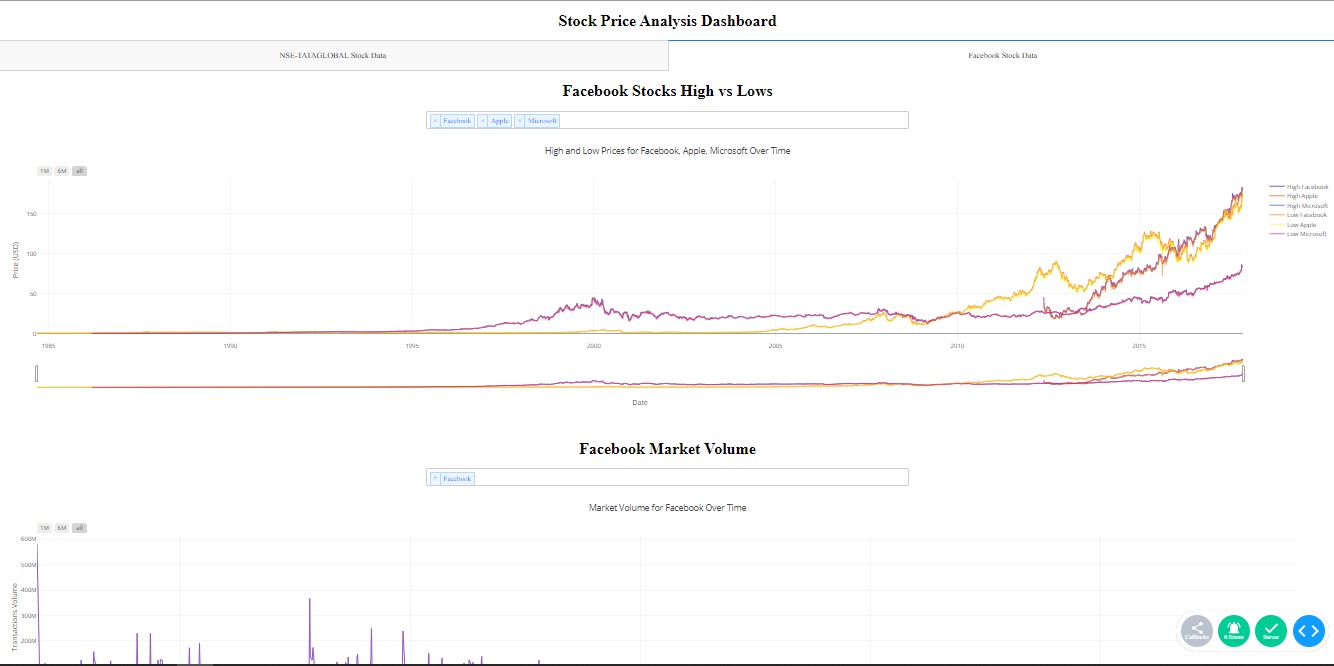 Stock Price Analysis Dashboard
NSE-TATAGLOBAL Stock Data
Facebook Stock Data
Facebook Stocks High vs Lows
× Facebook × Apple × Microsoft
High and Low Prices for Facebook, Apple, Microsoft Over Time
1M 6M all
High Facebook
High Apple
High Microsoft
Low Facebook
Low Apple
Low Microsoft
Price (USD)
150
100
50
0
1985 1990 1995 2000 2005 2010 2015
Date
Facebook Market Volume
× Facebook
Market Volume for Facebook Over Time
1M 6M all
Transactions Volume
600M
500M
400M
300M
200M
Callbacks
0 Errors
Server